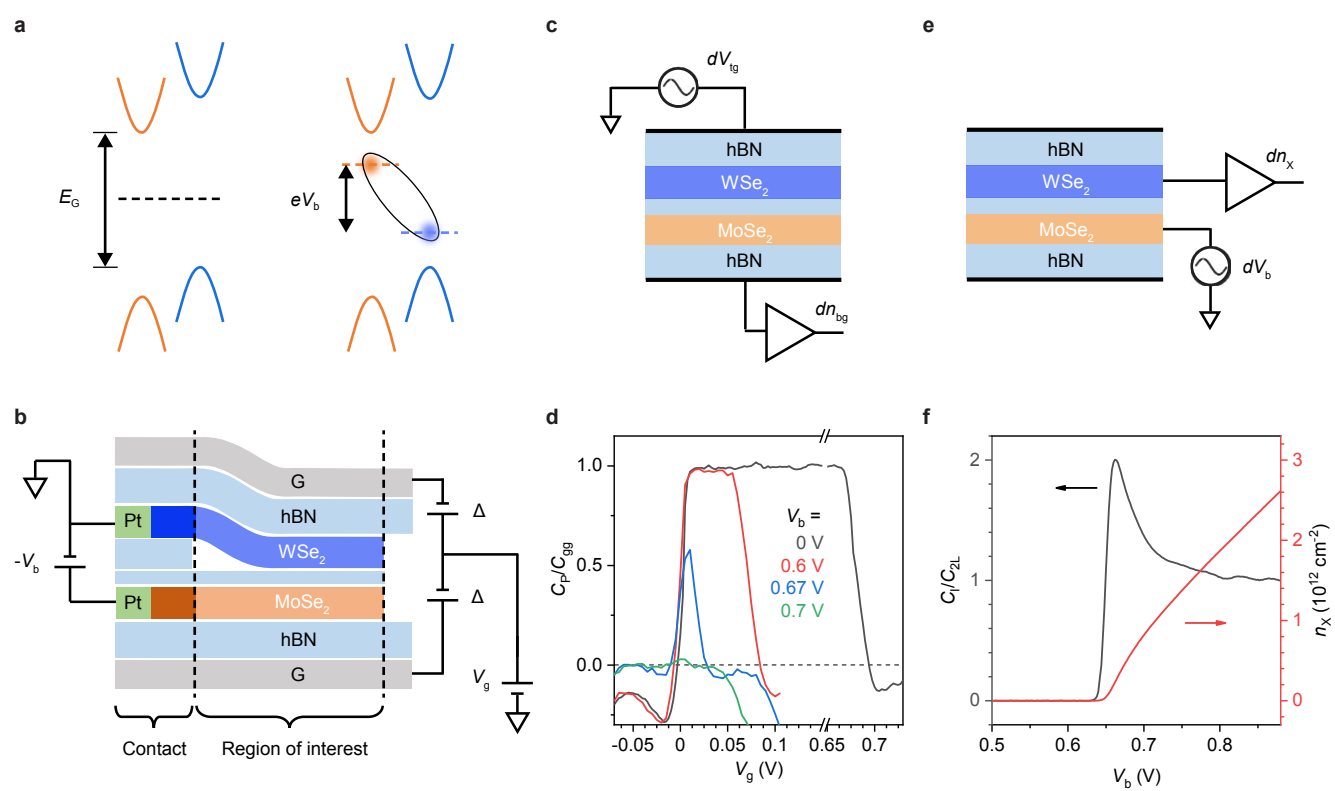 a
E_G
eV_b
b
G
hBN
Pt
WSe₂
-V_b
Pt
MoSe₂
hBN
G
Δ
Δ
V_g
Contact
Region of interest
c
dV_tg
hBN
WSe₂
MoSe₂
hBN
dn_bg
d
1.0
0.5
0.0
C_P/C_gg
V_b =
0 V
0.6 V
0.67 V
0.7 V
-0.05 0 0.05 0.1 0.65 0.7
V_g (V)
e
hBN
WSe₂
MoSe₂
hBN
dn_X
dV_b
f
2
1
0
C_I/C_2L
3
2
1
0
n_X (10¹² cm⁻²)
0.5 0.6 0.7 0.8
V_b (V)